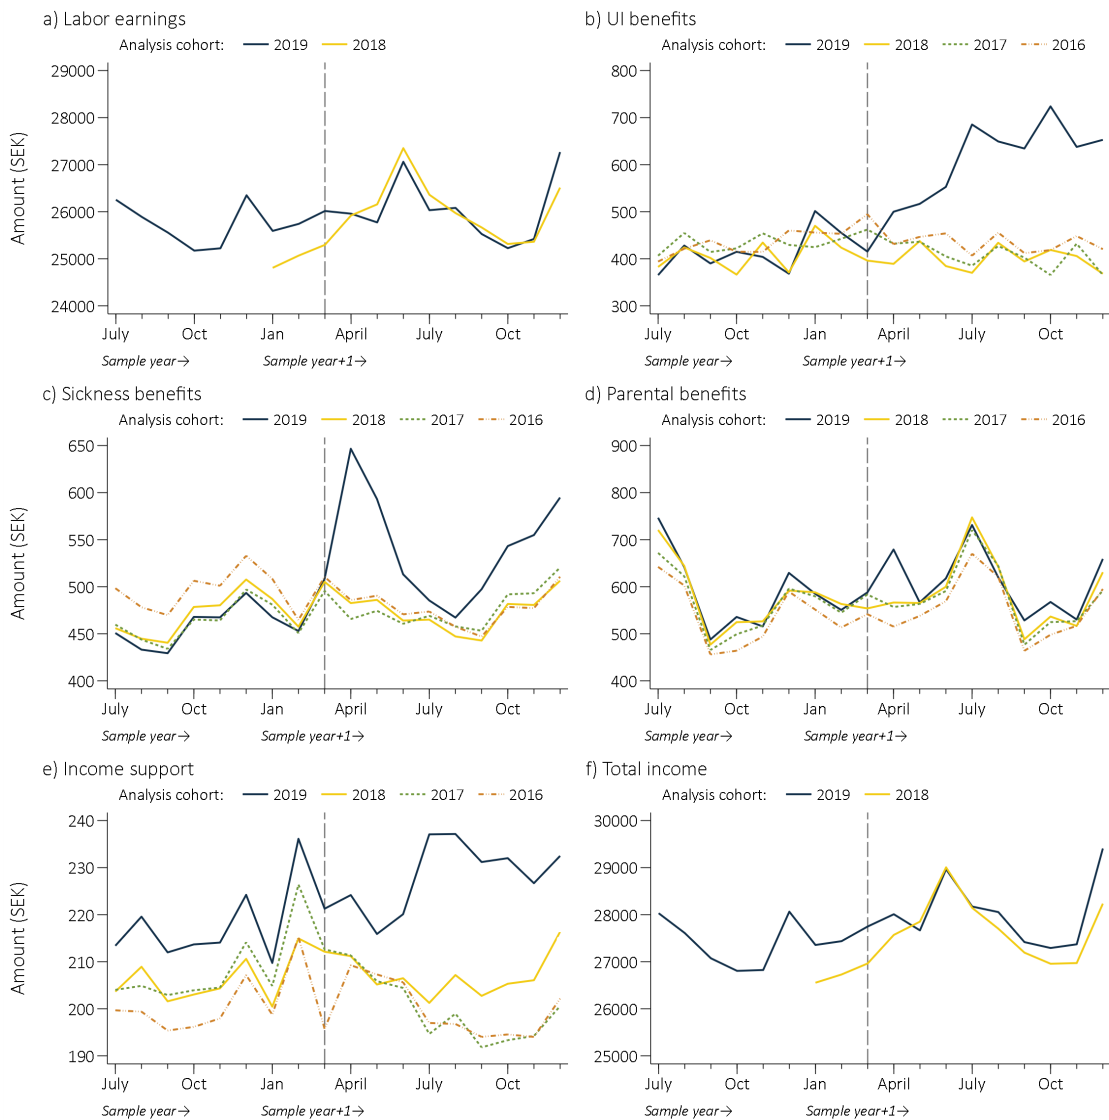 a) Labor earnings
Analysis cohort: 2019 2018
Amount (SEK)
29000
28000
27000
26000
25000
24000
July Oct Jan April July Oct
Sample year→ Sample year+1→
b) UI benefits
Analysis cohort: 2019 2018 2017 2016
800
700
600
500
400
300
July Oct Jan April July Oct
Sample year→ Sample year+1→
c) Sickness benefits
Analysis cohort: 2019 2018 2017 2016
Amount (SEK)
650
600
550
500
450
400
July Oct Jan April July Oct
Sample year→ Sample year+1→
d) Parental benefits
Analysis cohort: 2019 2018 2017 2016
900
800
700
600
500
400
July Oct Jan April July Oct
Sample year→ Sample year+1→
e) Income support
Analysis cohort: 2019 2018 2017 2016
Amount (SEK)
240
230
220
210
200
190
July Oct Jan April July Oct
Sample year→ Sample year+1→
f) Total income
Analysis cohort: 2019 2018
30000
29000
28000
27000
26000
25000
July Oct Jan April July Oct
Sample year→ Sample year+1→